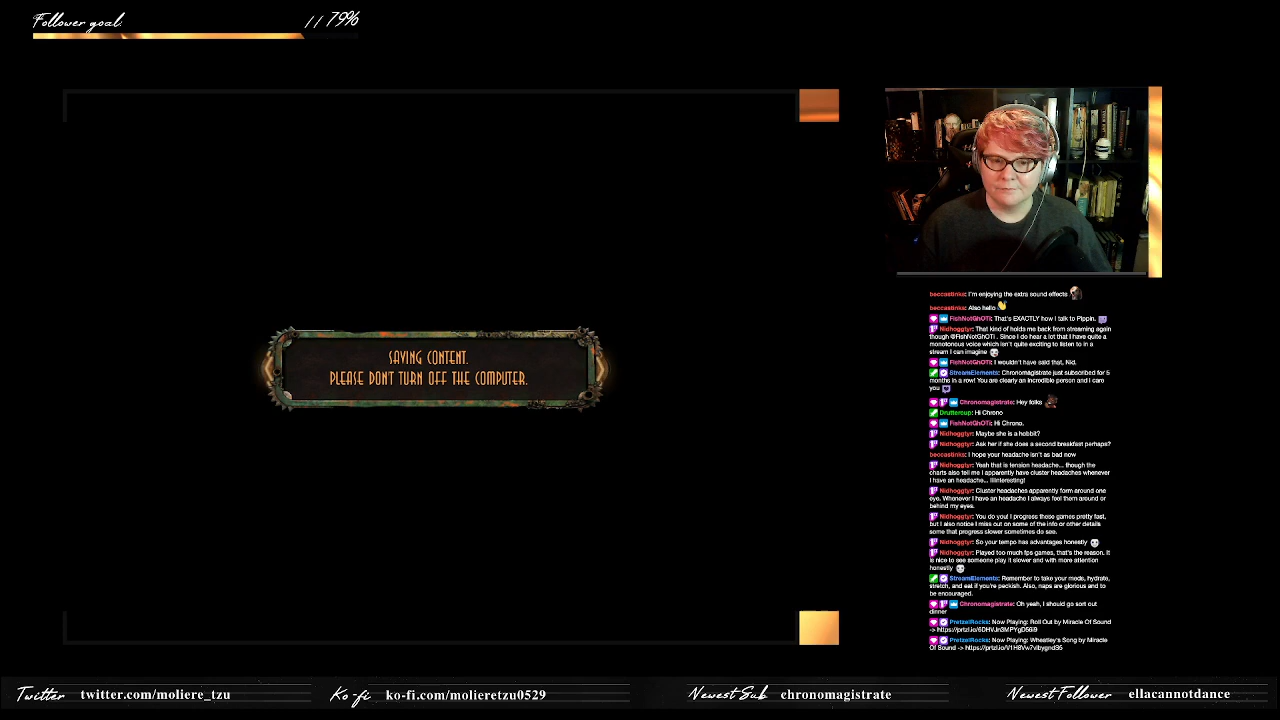 Follower goal:
// 79%
SAVING CONTENT.
PLEASE DON'T TURN OFF THE COMPUTER.
beccastinks: I'm enjoying the extra sound effects
beccastinks: Also hello
FishNotGhOTi: That's EXACTLY how I talk to Pippin.
Nidhoggtyr: That kind of holds me back from streaming again
though @FishNotGhOTi . Since I do hear a lot that I have quite a
monotonous voice which isn't quite exciting to listen to in a
stream I can imagine
FishNotGhOTi: I wouldn't have said that, Nid.
StreamElements: Chronomagistrate just subscribed for 5
months in a row! You are clearly an incredible person and I care
you
Chronomagistrate: Hey folks
Druttercup: Hi Chrono
FishNotGhOTi: Hi Chrono.
Nidhoggtyr: Maybe she is a hobbit?
Nidhoggtyr: Ask her if she does a second breakfast perhaps?
beccastinks: I hope your headache isn't as bad now
Nidhoggtyr: Yeah that is tension headache... though the
charts also tell me I apparently have cluster headaches whenever
I have an headache... Iiinteresting!
Nidhoggtyr: Cluster headaches apparently form around one
eye. Whenever I have an headache I always feel them around or
behind my eyes.
Nidhoggtyr: You do you! I progress these games pretty fast,
but I also notice I miss out on some of the info or other details
some that progress slower sometimes do see.
Nidhoggtyr: So your tempo has advantages honestly
Nidhoggtyr: Played too much fps games, that's the reason. It
is nice to see someone play it slower and with more attention
honestly
StreamElements: Remember to take your meds, hydrate,
stretch, and eat if you're peckish. Also, naps are glorious and to
be encouraged.
Chronomagistrate: Oh yeah, I should go sort out
dinner
PretzelRocks: Now Playing: Roll Out by Miracle Of Sound
PretzelRocks: Now Playing: Wheatley's Song by Miracle
Of Sound ->
Twitter twitter.com/moliere_tzu
Ko-fi ko-fi.com/molieretzu0529
Newest Sub chronomagistrate
Newest Follower ellacannotdance